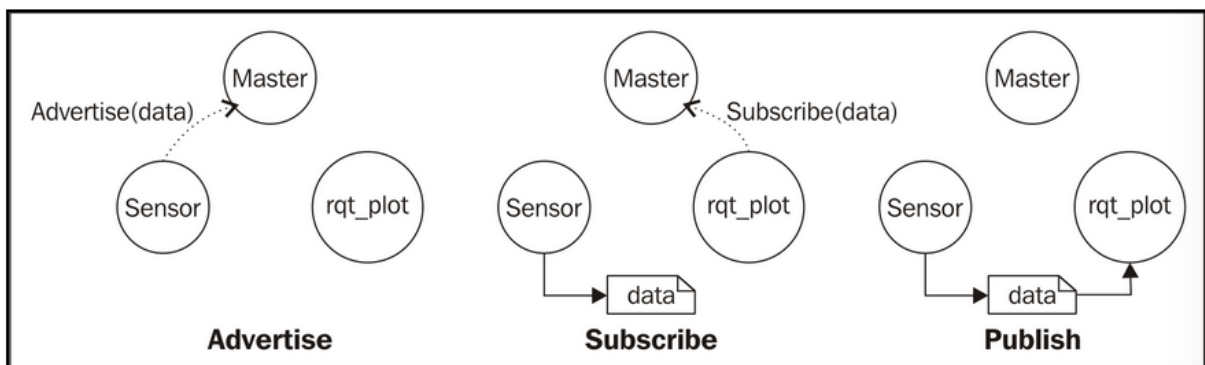 Master
Advertise(data)
Sensor
rqt_plot
Advertise
Master
Subscribe(data)
Sensor
rqt_plot
data
Subscribe
Master
Sensor
rqt_plot
data
Publish